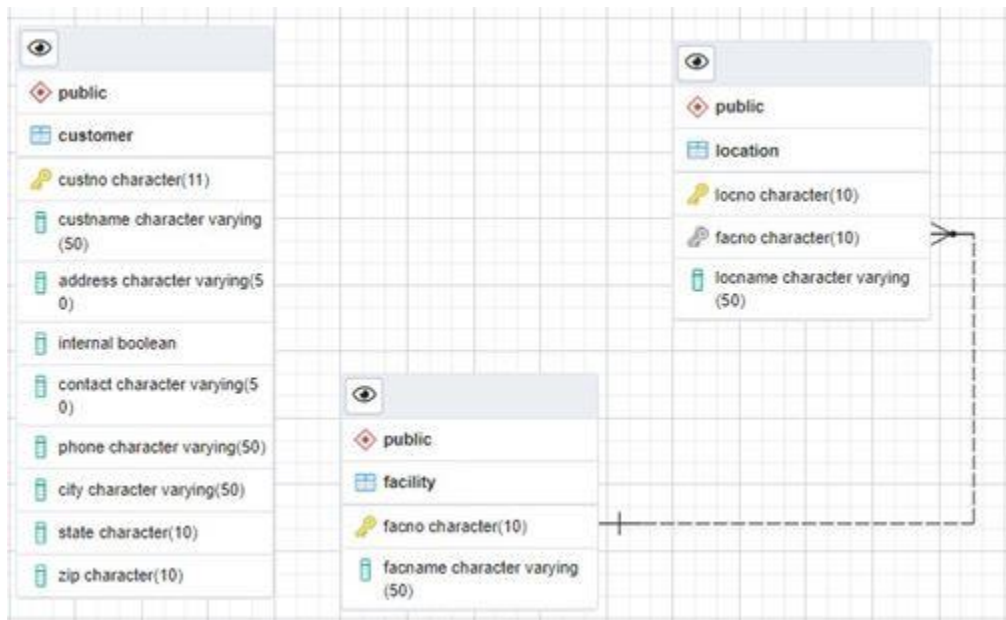 public
customer
custno character(11)
custname character varying
(50)
address character varying(5
0)
internal boolean
contact character varying(5
0)
phone character varying(50)
city character varying(50)
state character(10)
zip character(10)
public
facility
facno character(10)
facname character varying
(50)
public
location
locno character(10)
facno character(10)
locname character varying
(50)